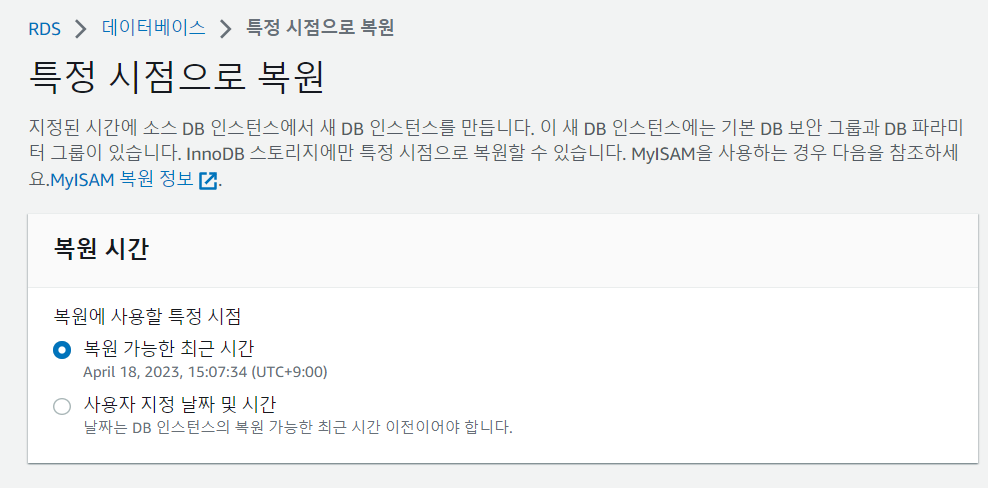 RDS > 데이터베이스 > 특정 시점으로 복원
특정 시점으로 복원
지정된 시간에 소스 DB 인스턴스에서 새 DB 인스턴스를 만듭니다. 이 새 DB 인스턴스에는 기본 DB 보안 그룹과 DB 파라미
터 그룹이 있습니다. InnoDB 스토리지에만 특정 시점으로 복원할 수 있습니다. MyISAM을 사용하는 경우 다음을 참조하세
요.MyISAM 복원 정보.
복원 시간
복원에 사용할 특정 시점
복원 가능한 최근 시간
April 18, 2023, 15:07:34 (UTC+9:00)
사용자 지정 날짜 및 시간
날짜는 DB 인스턴스의 복원 가능한 최근 시간 이전이어야 합니다.